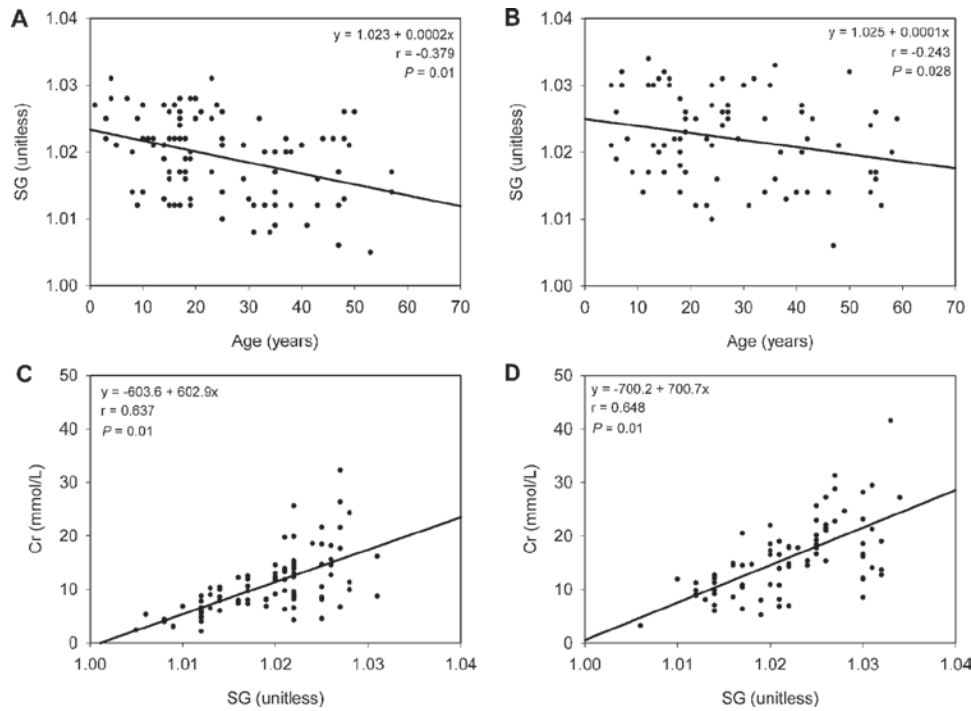 A
y = 1.023 + 0.0002x
r = -0.379
P = 0.01
SG (unitless)
1.04
1.03
1.02
1.01
1.00
0 10 20 30 40 50 60 70
Age (years)
B
y = 1.025 + 0.0001x
r = -0.243
P = 0.028
SG (unitless)
1.04
1.03
1.02
1.01
1.00
0 10 20 30 40 50 60 70
Age (years)
C
y = -603.6 + 602.9x
r = 0.637
P = 0.01
Cr (mmol/L)
50
40
30
20
10
0
1.00 1.01 1.02 1.03 1.04
SG (unitless)
D
y = -700.2 + 700.7x
r = 0.648
P = 0.01
Cr (mmol/L)
50
40
30
20
10
0
1.00 1.01 1.02 1.03 1.04
SG (unitless)